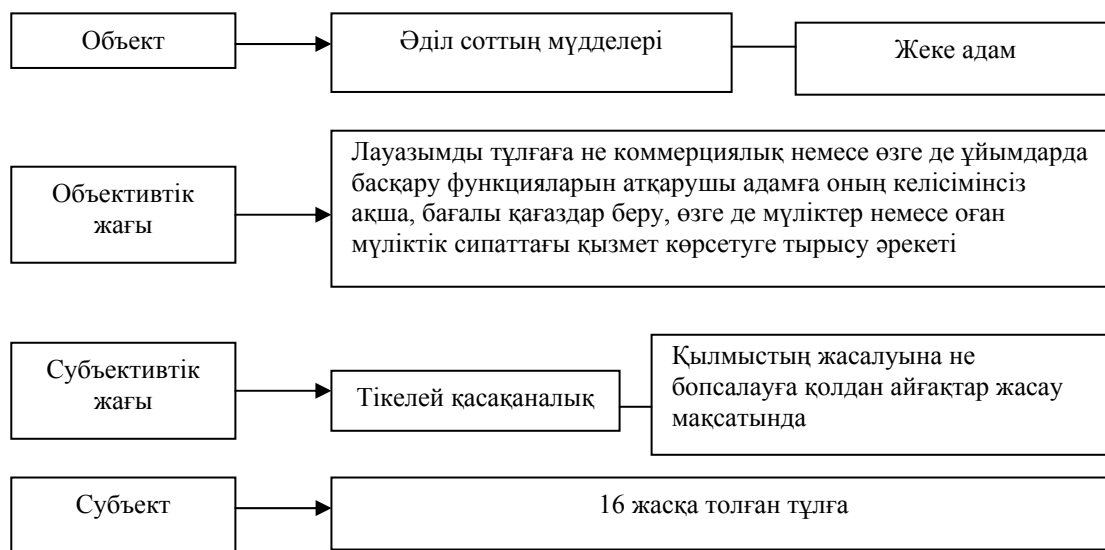 Объект
Әділ соттың мүдделері
Жеке адам
Объективтік
жағы
Лауазымды тұлғаға не коммерциялық немесе өзге де ұйымдарда
басқару функцияларын атқарушы адамға оның келісімінсіз
ақша, бағалы қағаздар беру, өзге де мүліктер немесе оған
мүліктік сипаттағы қызмет көрсетуге тырысу әрекеті
Субъективтік
жағы
Тікелей қасақаналық
Қылмыстың жасалуына не
бопсалауға қолдан айғақтар жасау
мақсатында
Субъект
16 жасқа толған тұлға